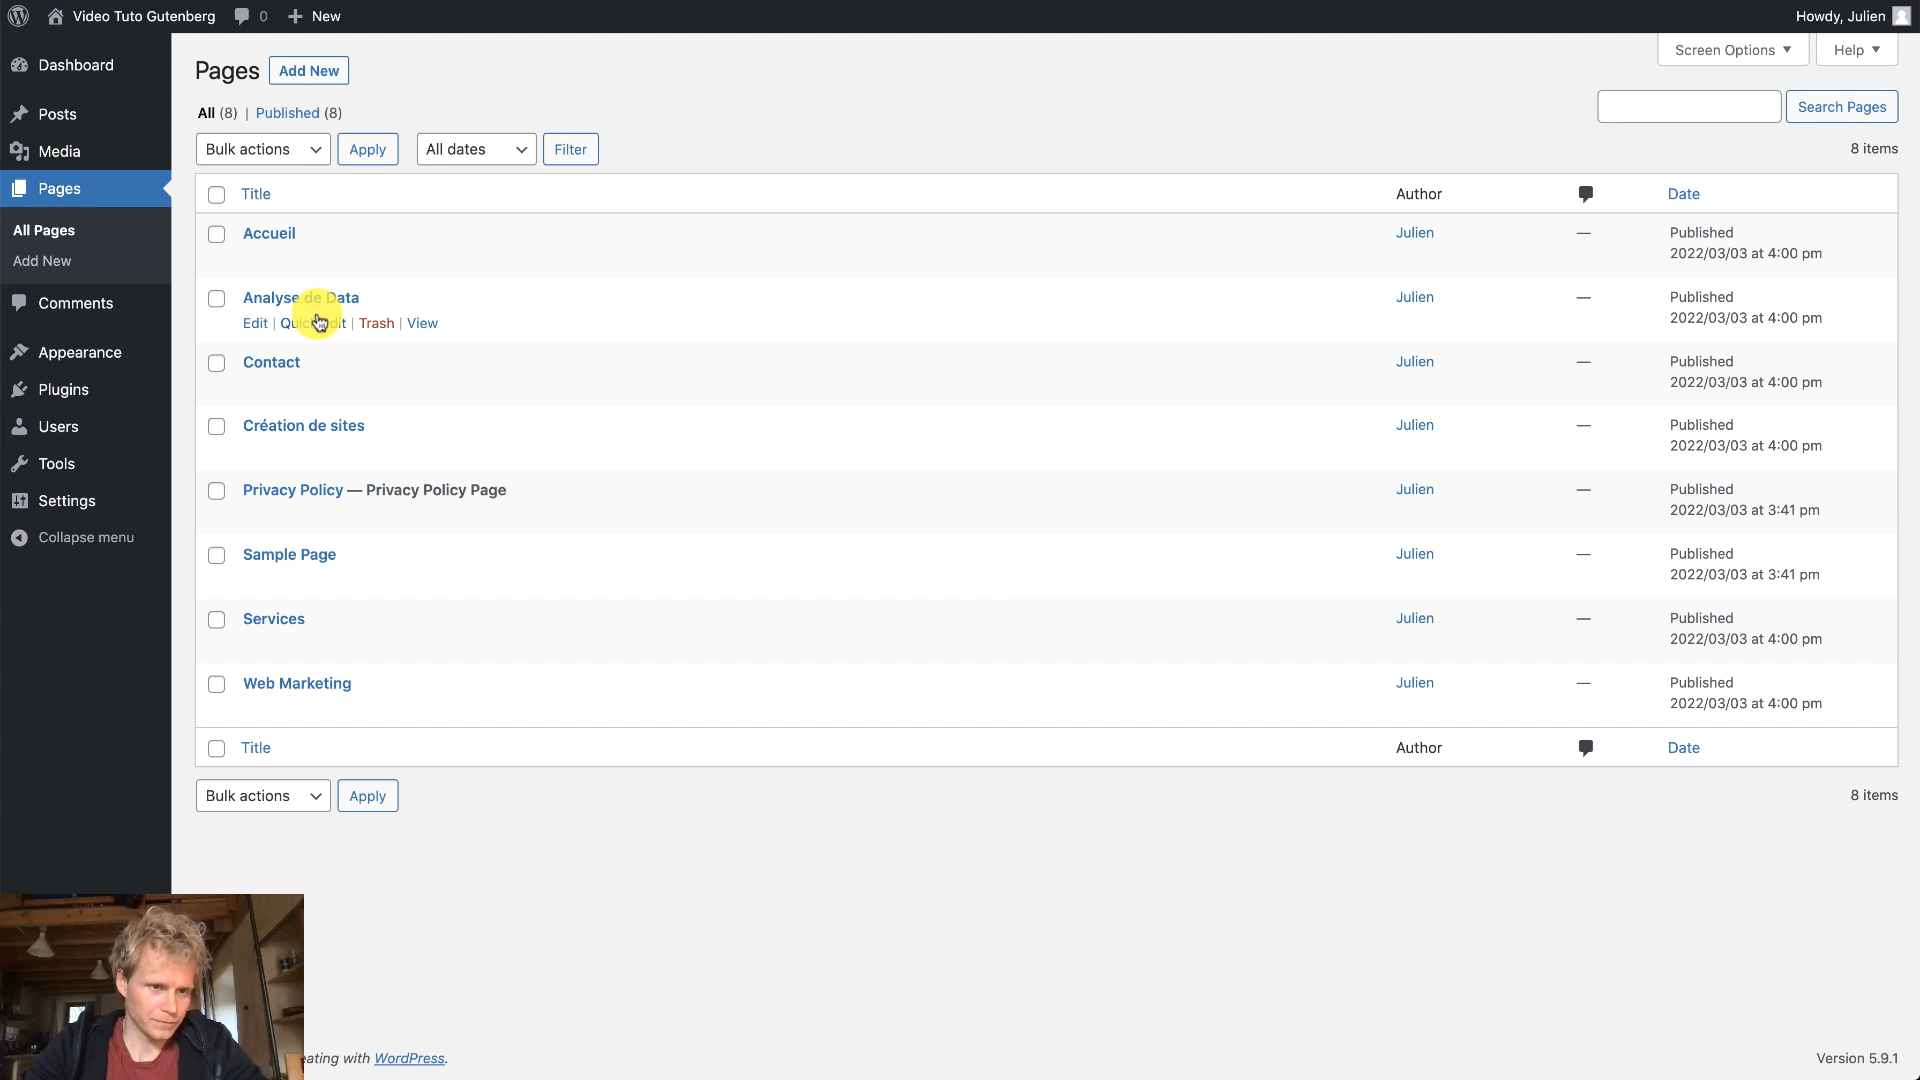 Video Tuto Gutenberg 0 New Howdy, Julien
Dashboard
Posts
Media
Pages
All Pages
Add New
Comments
Appearance
Plugins
Users
Tools
Settings
Collapse menu
Screen Options Help
Pages Add New
All (8) | Published (8)
Search Pages
Bulk actions Apply All dates Filter 8 items
Title Author Date
Accueil Julien — Published
2022/03/03 at 4:00 pm
Analyse de Data Julien — Published
Edit | Quick Edit | Trash | View 2022/03/03 at 4:00 pm
Contact Julien — Published
2022/03/03 at 4:00 pm
Création de sites Julien — Published
2022/03/03 at 4:00 pm
Privacy Policy — Privacy Policy Page Julien — Published
2022/03/03 at 3:41 pm
Sample Page Julien — Published
2022/03/03 at 3:41 pm
Services Julien — Published
2022/03/03 at 4:00 pm
Web Marketing Julien — Published
2022/03/03 at 4:00 pm
Title Author Date
Bulk actions Apply 8 items
eating with WordPress. Version 5.9.1